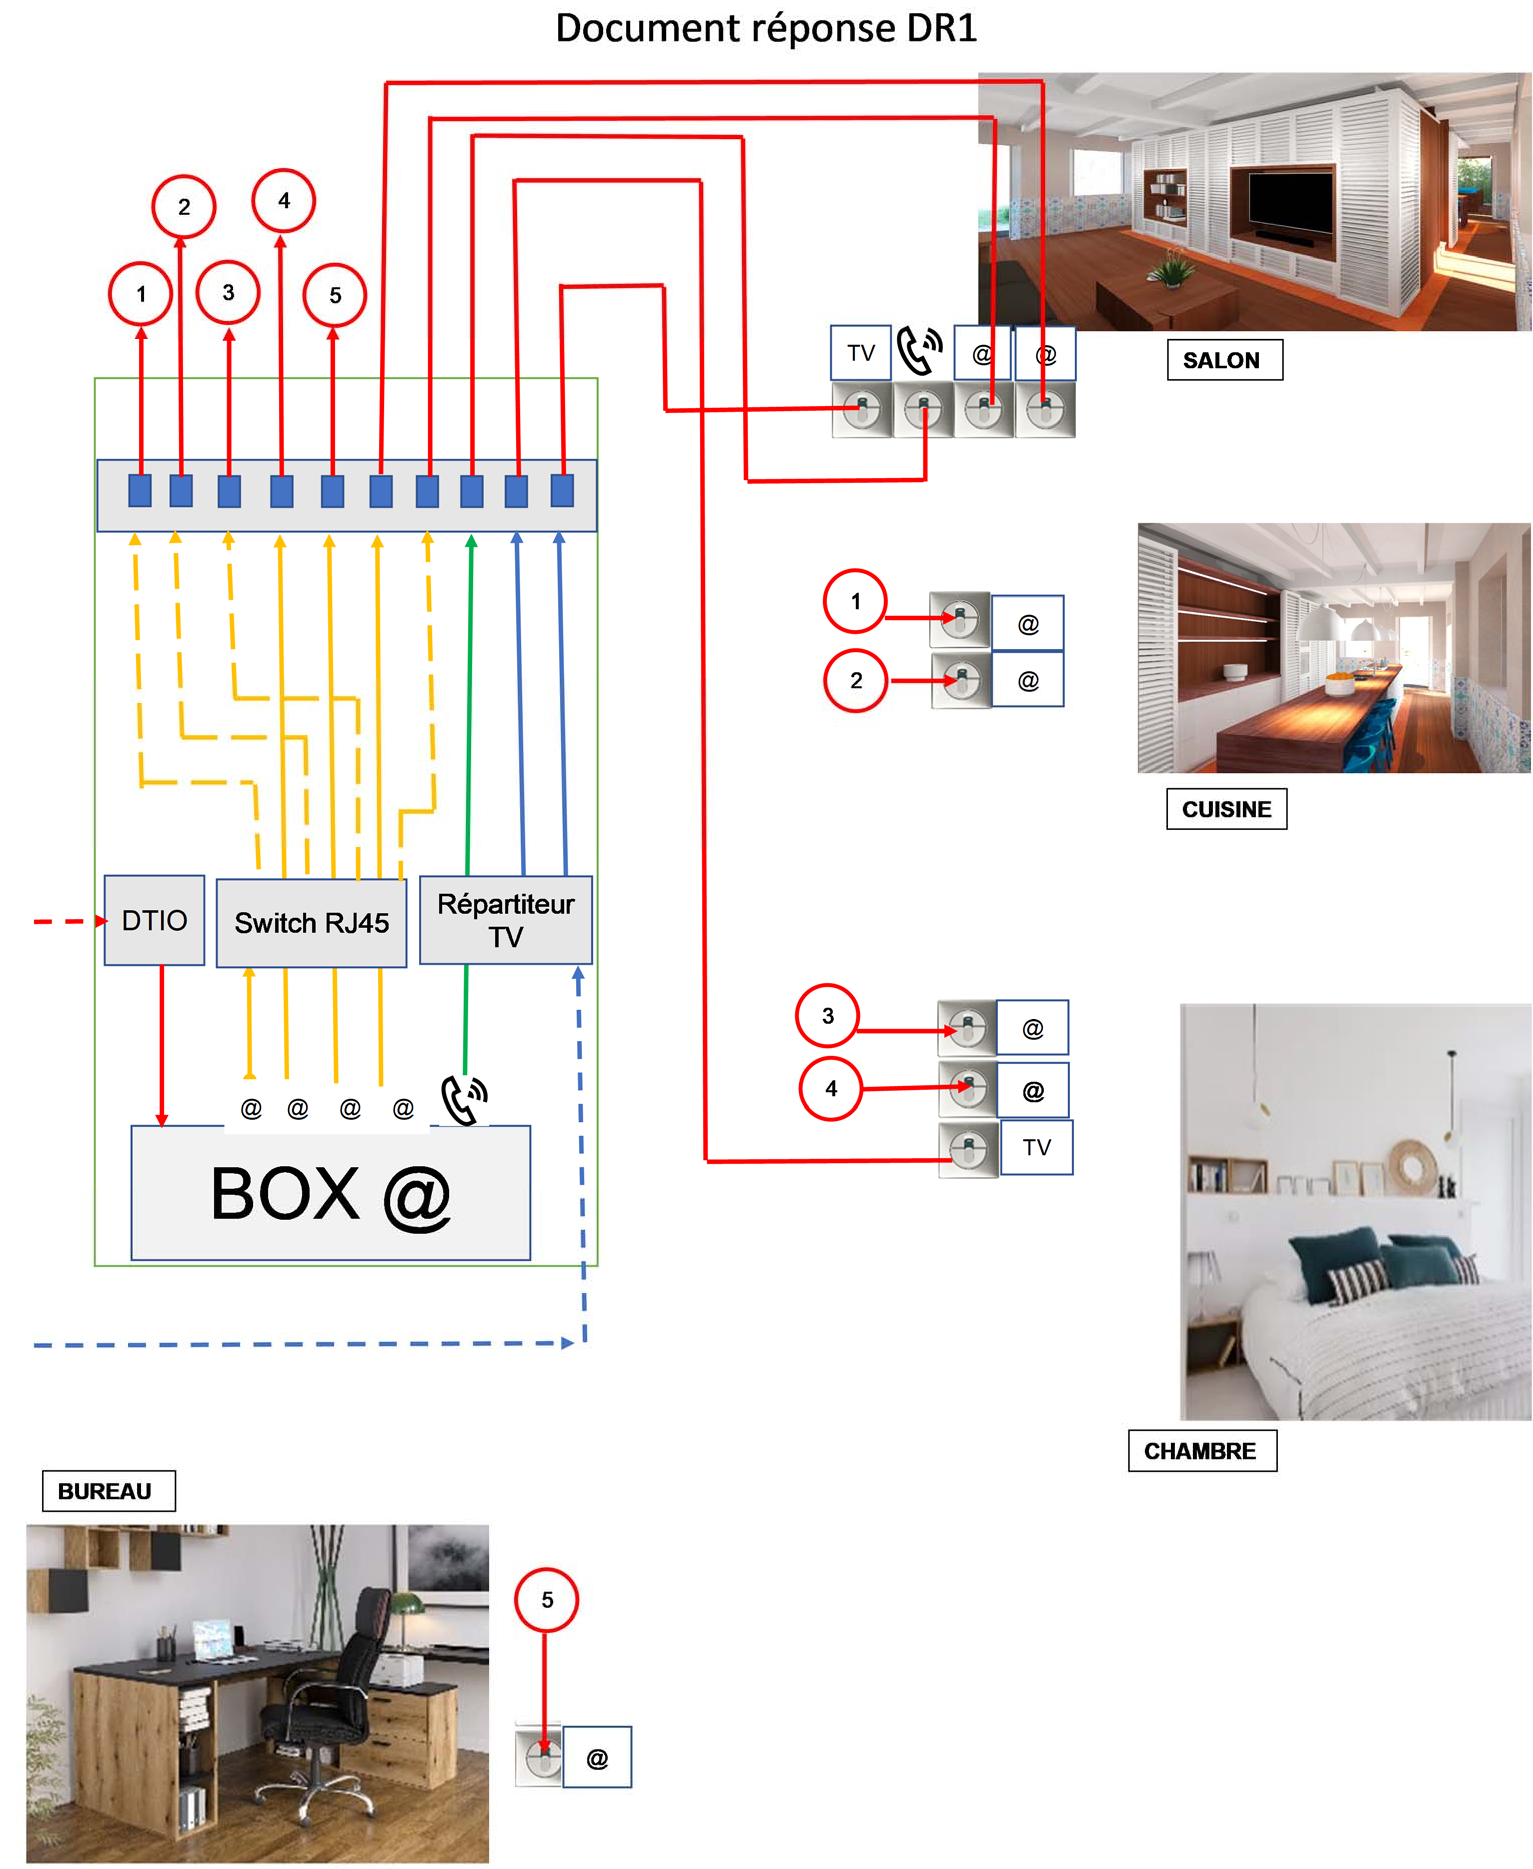 Document réponse DR1
2
4
1
3
5
TV
@
@
SALON
1
@
2
@
CUISINE
DTIO
Switch RJ45
Répartiteur
TV
3
@
4
@
TV
@
@
@
@
BOX @
CHAMBRE
BUREAU
5
@